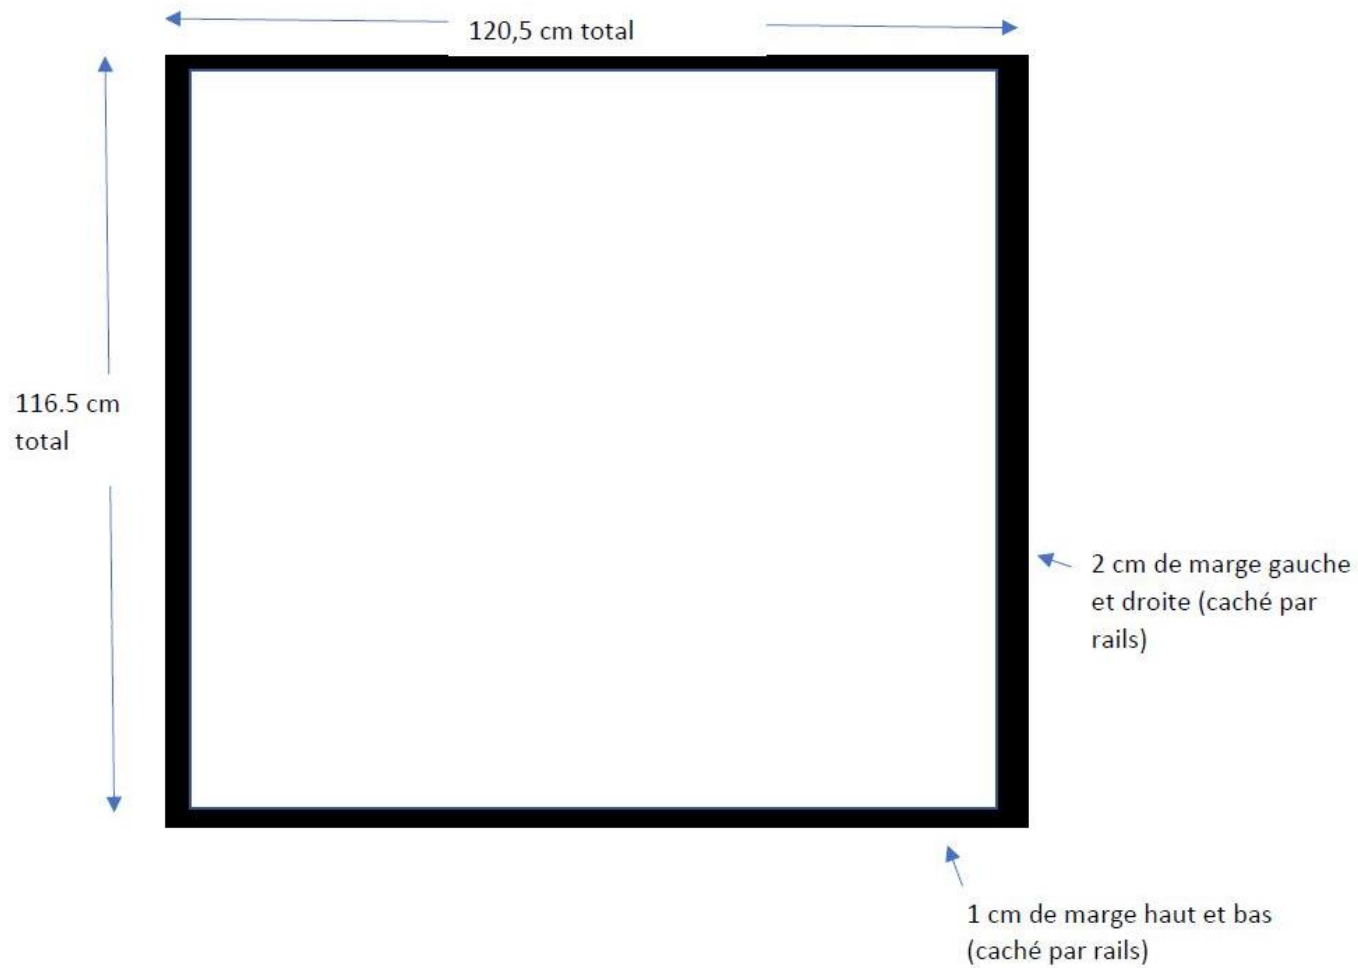 120,5 cm total
116.5 cm
total
2 cm de marge gauche
et droite (caché par
rails)
1 cm de marge haut et bas
(caché par rails)